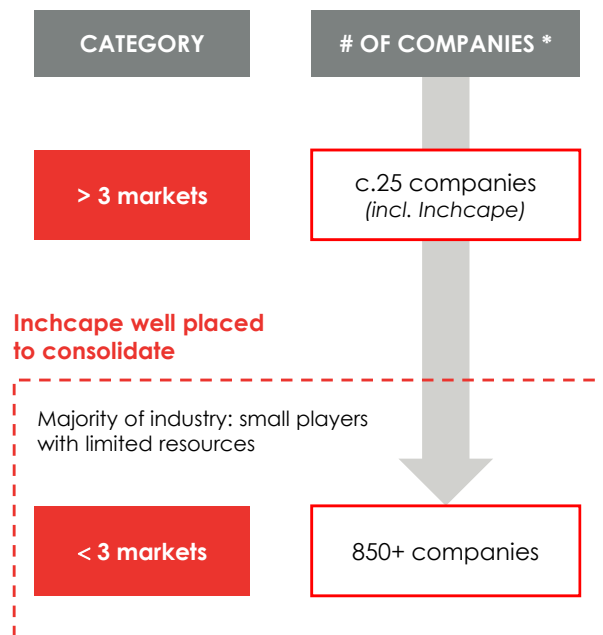 CATEGORY
# OF COMPANIES *
> 3 markets
c.25 companies
(incl. Inchcape)
Inchcape well placed
to consolidate
Majority of industry: small players
with limited resources
< 3 markets
850+ companies